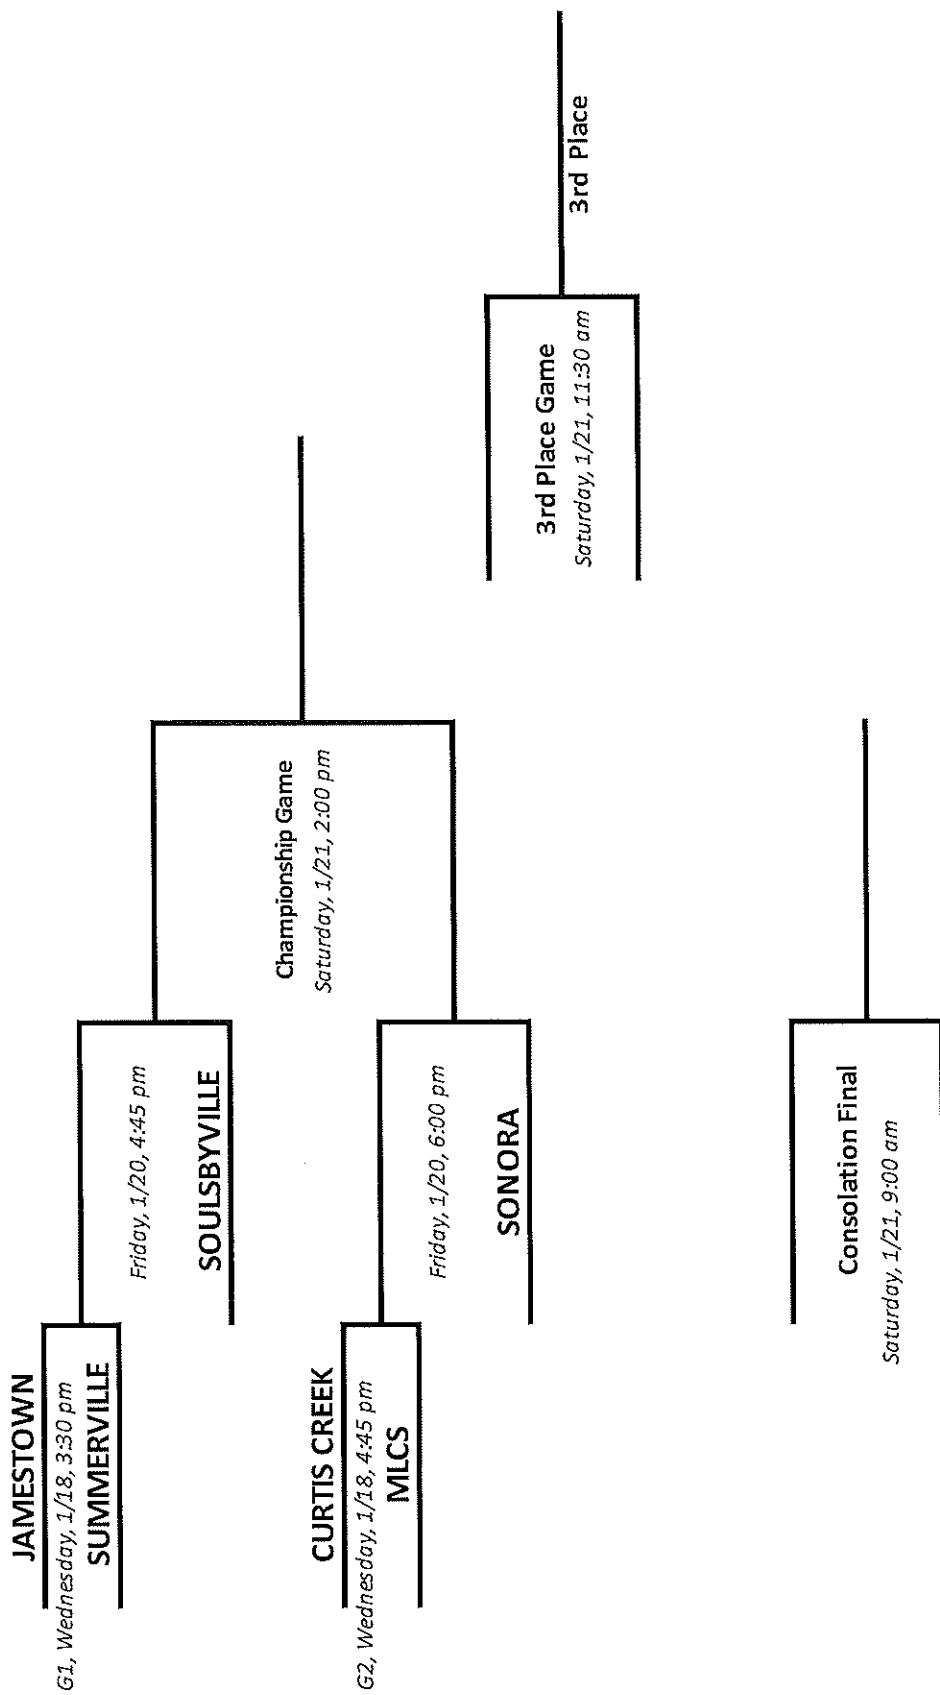 JAMESTOWN
G1, Wednesday, 1/18, 3:30 pm
SUMMERVILLE
Friday, 1/20, 4:45 pm
SOULSBYVILLE
CURTIS CREEK
G2, Wednesday, 1/18, 4:45 pm
MLCS
Friday, 1/20, 6:00 pm
SONORA
Championship Game
Saturday, 1/21, 2:00 pm
3rd Place Game
Saturday, 1/21, 11:30 am
3rd Place
Consolation Final
Saturday, 1/21, 9:00 am